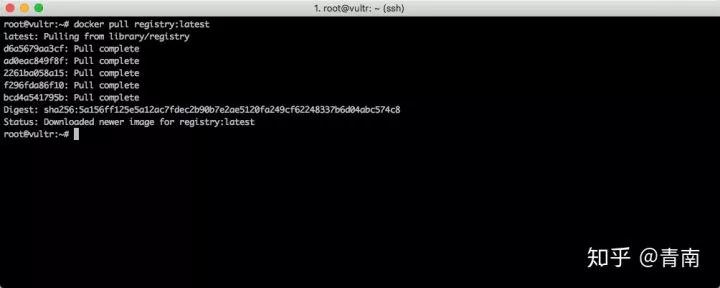 1. root@vultr: ~ (ssh)
root@vultr:~# docker pull registry:latest
latest: Pulling from library/registry
d6a5679aa3cf: Pull complete
ad0eac849f8f: Pull complete
2261ba058a15: Pull complete
f296fda86f10: Pull complete
bcd4a541795b: Pull complete
Digest: sha256:5a156ff125e5a12ac7fdec2b90b7e2ae5120fa249cf62248337b6d04abc574c8
Status: Downloaded newer image for registry:latest
root@vultr:~#
知乎 @青南